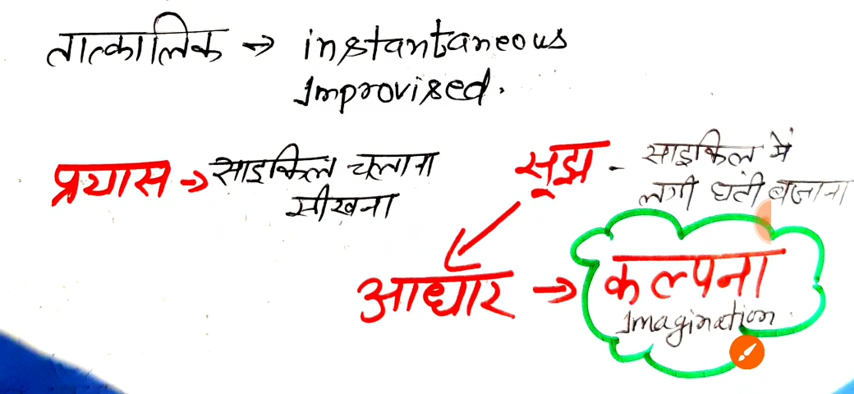 तात्कालिक → instantaneous
Improvised.
प्रयास → साइकिल चलाना
सीखना
सूझ - साइकिल में
लगी घंती बजाना
आधार → कल्पना
Imagination